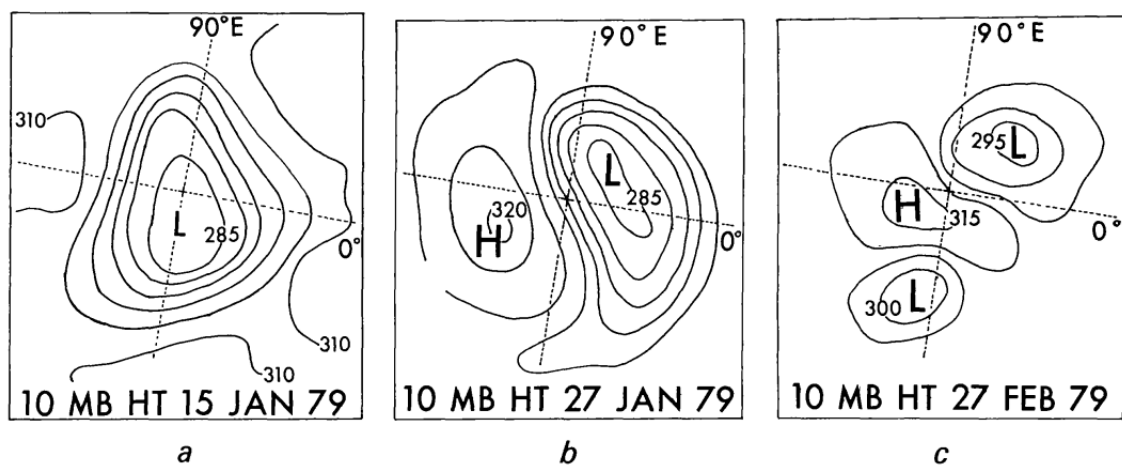 90°E
310
L
285
0°
310
310
10 MB HT 15 JAN 79
a
90°E
L
320
285
H
0°
10 MB HT 27 JAN 79
b
90°E
295
L
H
315
0°
300
L
10 MB HT 27 FEB 79
c